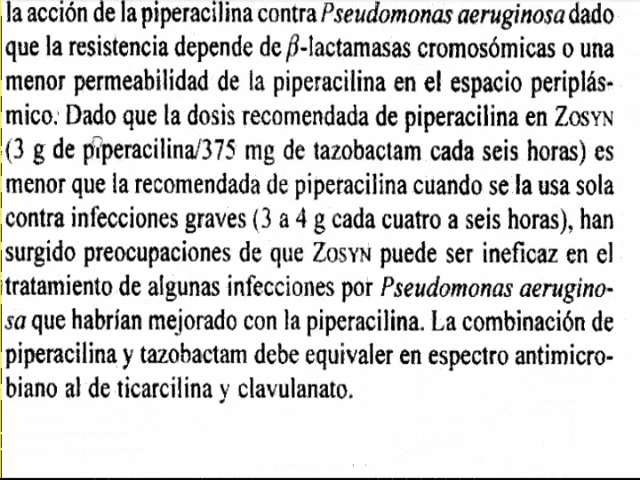 la acción de la piperacilina contra Pseudomonas aeruginosa dado
que la resistencia depende de β-lactamasas cromosómicas o una
menor permeabilidad de la piperacilina en el espacio periplás-
mico. Dado que la dosis recomendada de piperacilina en ZOSYN
(3 g de piperacilina/375 mg de tazobactam cada seis horas) es
menor que la recomendada de piperacilina cuando se la usa sola
contra infecciones graves (3 a 4 g cada cuatro a seis horas), han
surgido preocupaciones de que ZOSYN puede ser ineficaz en el
tratamiento de algunas infecciones por Pseudomonas aerugino-
sa que habrían mejorado con la piperacilina. La combinación de
piperacilina y tazobactam debe equivaler en espectro antimicro-
biano al de ticarcilina y clavulanato.